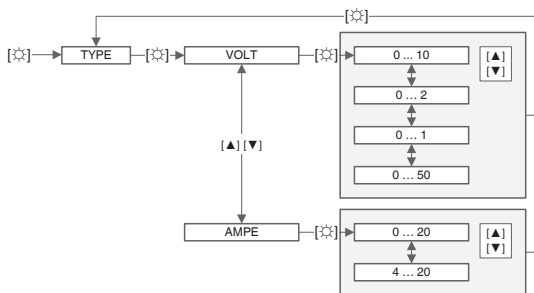 [☼]
[☼] TYPE [☼] VOLT [☼] 0 ... 10 [▲]
[▼]
0 ... 2
0 ... 1
[▲] [▼]
0 ... 50
AMPE [☼] 0 ... 20 [▲]
[▼]
4 ... 20